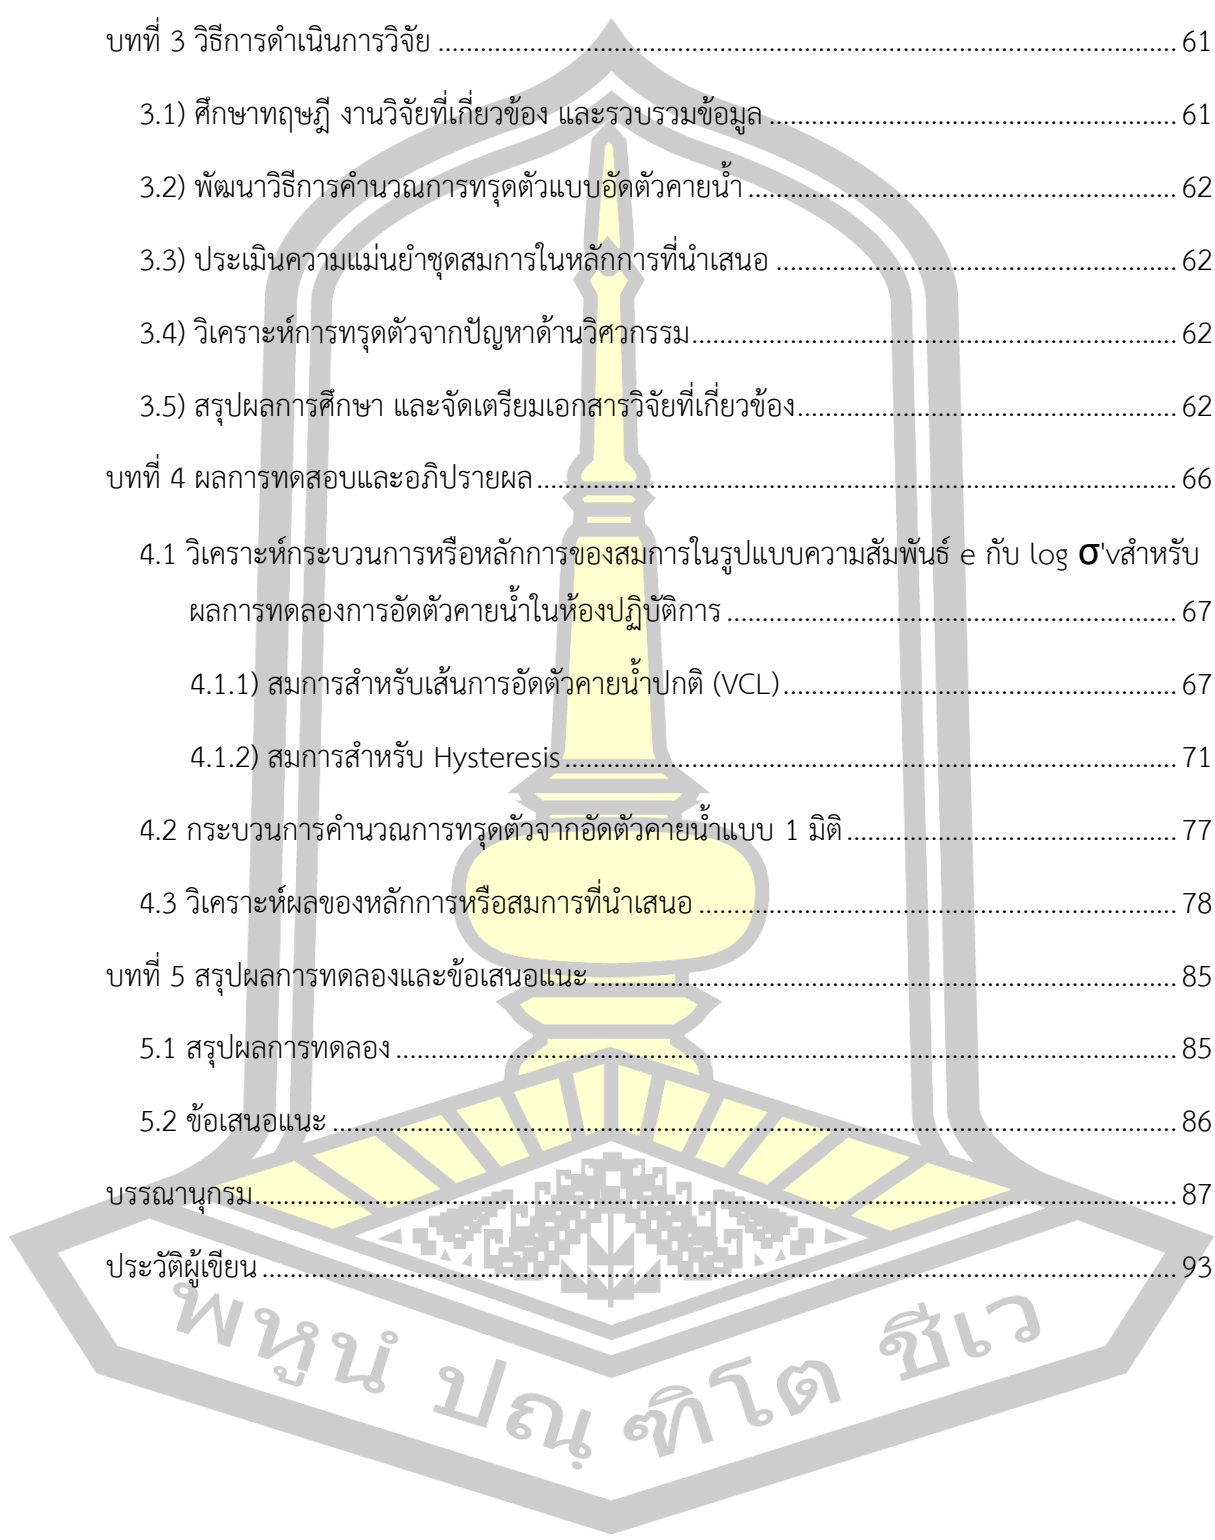 บทที่ 3 วิธีการดำเนินการวิจัย ........................................ 61
3.1) ศึกษาทฤษฎี งานวิจัยที่เกี่ยวข้อง และรวบรวมข้อมูล ........................................ 61
3.2) พัฒนาวิธีการคำนวณการทรุดตัวแบบอัดตัวคายน้ำ ........................................ 62
3.3) ประเมินความแม่นยำชุดสมการในหลักการที่นำเสนอ ........................................ 62
3.4) วิเคราะห์การทรุดตัวจากปัญหาด้านวิศวกรรม ........................................ 62
3.5) สรุปผลการศึกษา และจัดเตรียมเอกสารวิจัยที่เกี่ยวข้อง ........................................ 62
บทที่ 4 ผลการทดสอบและอภิปรายผล ........................................ 66
4.1 วิเคราะห์กระบวนการหรือหลักการของสมการในรูปแบบความสัมพันธ์ e กับ log σ'vสำหรับ
ผลการทดลองการอัดตัวคายน้ำในห้องปฏิบัติการ ........................................ 67
4.1.1) สมการสำหรับเส้นการอัดตัวคายน้ำปกติ (VCL) ........................................ 67
4.1.2) สมการสำหรับ Hysteresis ........................................ 71
4.2 กระบวนการคำนวณการทรุดตัวจากอัดตัวคายน้ำแบบ 1 มิติ ........................................ 77
4.3 วิเคราะห์ผลของหลักการหรือสมการที่นำเสนอ ........................................ 78
บทที่ 5 สรุปผลการทดลองและข้อเสนอแนะ ........................................ 85
5.1 สรุปผลการทดลอง ........................................ 85
5.2 ข้อเสนอแนะ ........................................ 86
บรรณานุกรม ........................................ 87
ประวัติผู้เขียน ........................................ 93
พหูนํ ปณฺฑิโต ชีเว